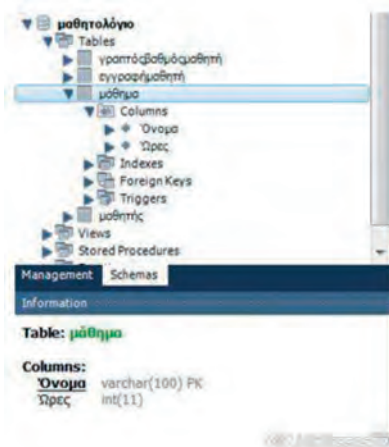 μαθητολόγιο
Tables
γραπτόςβαθμόςμαθητή
εγγραφήμαθητή
μάθημα
Columns
Όνομα
Ώρες
Indexes
Foreign Keys
Triggers
μαθητής
Views
Stored Procedures
Management Schemas
Information
Table: μάθημα
Columns:
Όνομα varchar(100) PK
Ώρες int(11)